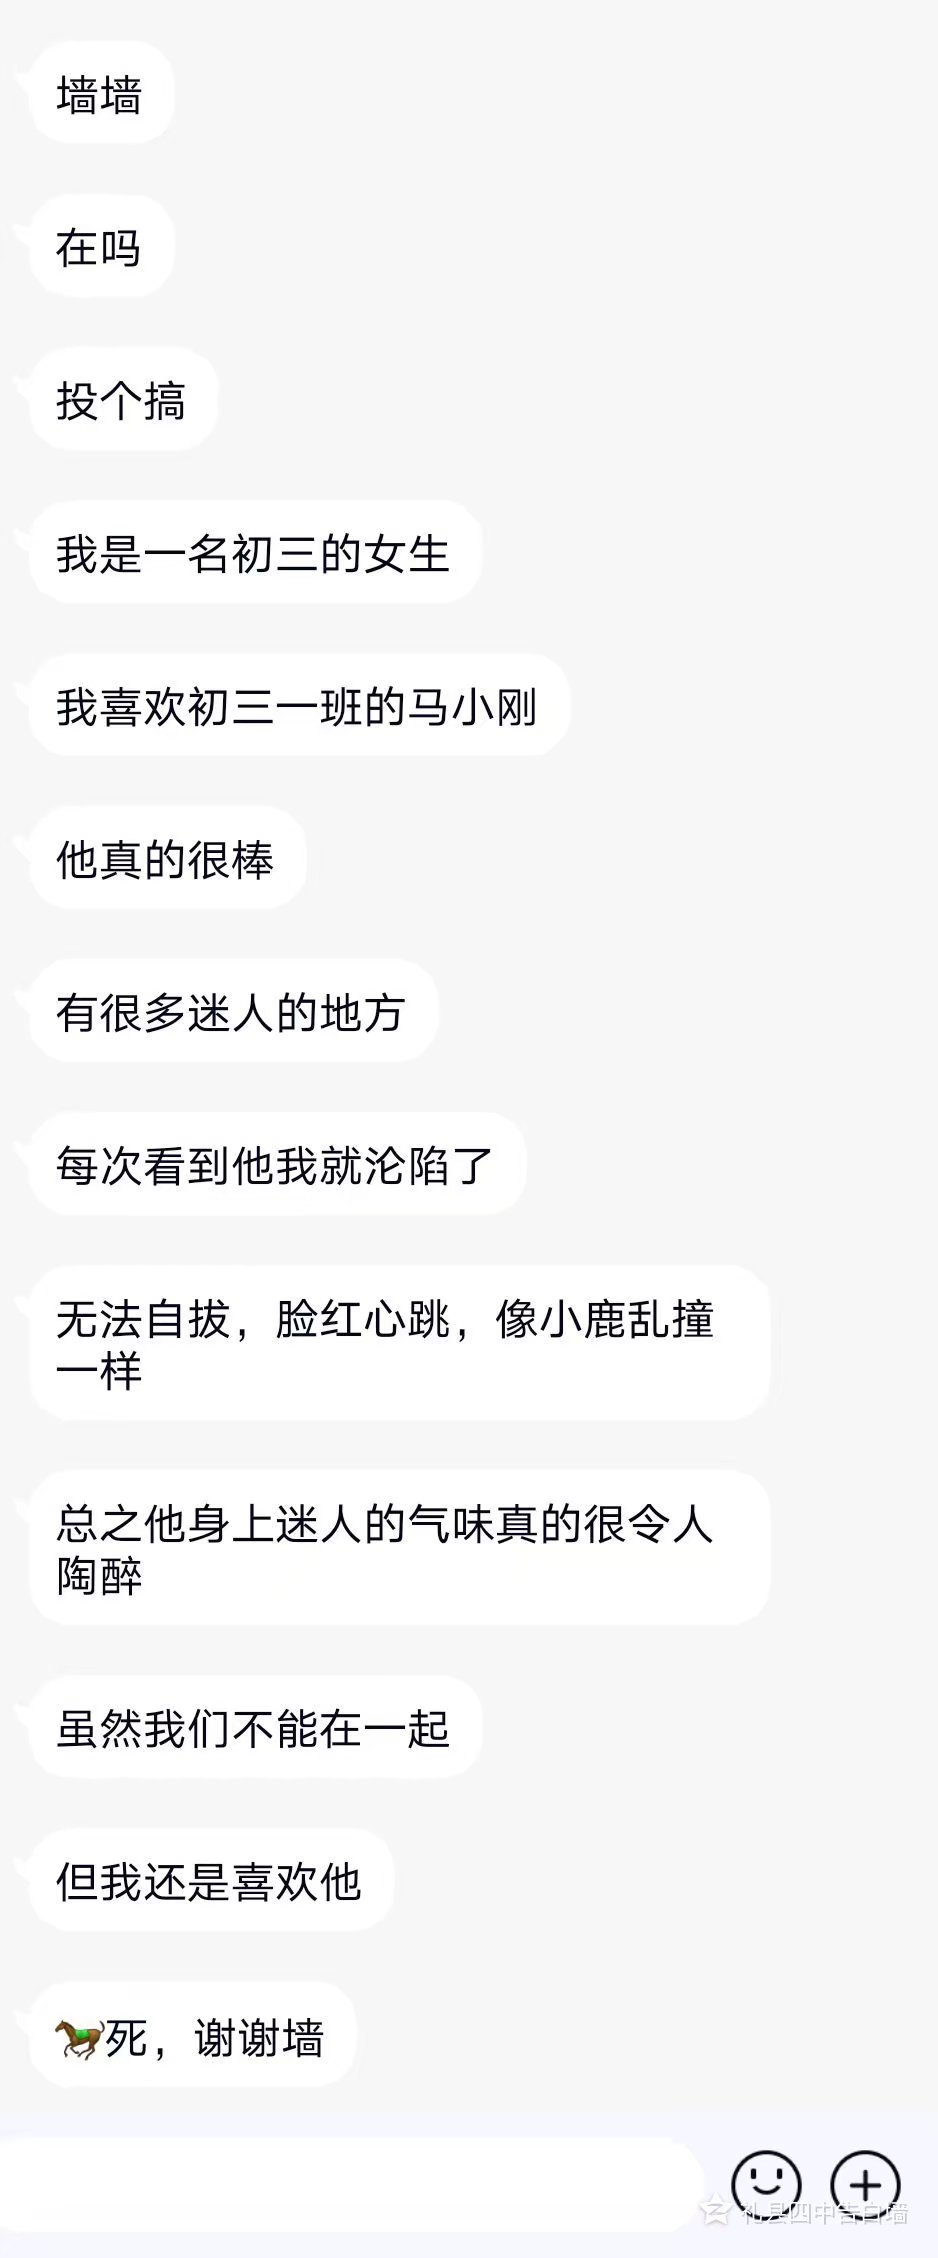 墙墙
在吗
投个搞
我是一名初三的女生
我喜欢初三一班的马小刚
他真的很棒
有很多迷人的地方
每次看到他我就沦陷了
无法自拔，脸红心跳，像小鹿乱撞
一样
总之他身上迷人的气味真的很令人
陶醉
虽然我们不能在一起
但我还是喜欢他
🐎死，谢谢墙
礼县四中告白墙